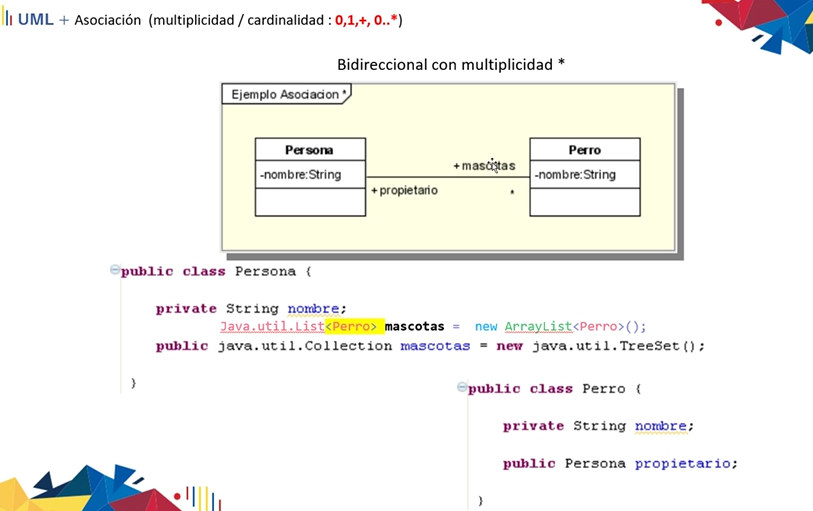 UML + Asociación (multiplicidad / cardinalidad : 0,1,+, 0..*)
Bidireccional con multiplicidad *
Ejemplo Asociacion *
Persona
-nombre:String
+propietario
+mascotas
*
Perro
-nombre:String
public class Persona {
private String nombre;
Java.util.List<Perro> mascotas = new ArrayList<Perro>();
public java.util.Collection mascotas = new java.util.TreeSet();
}
public class Perro {
private String nombre;
public Persona propietario;
}